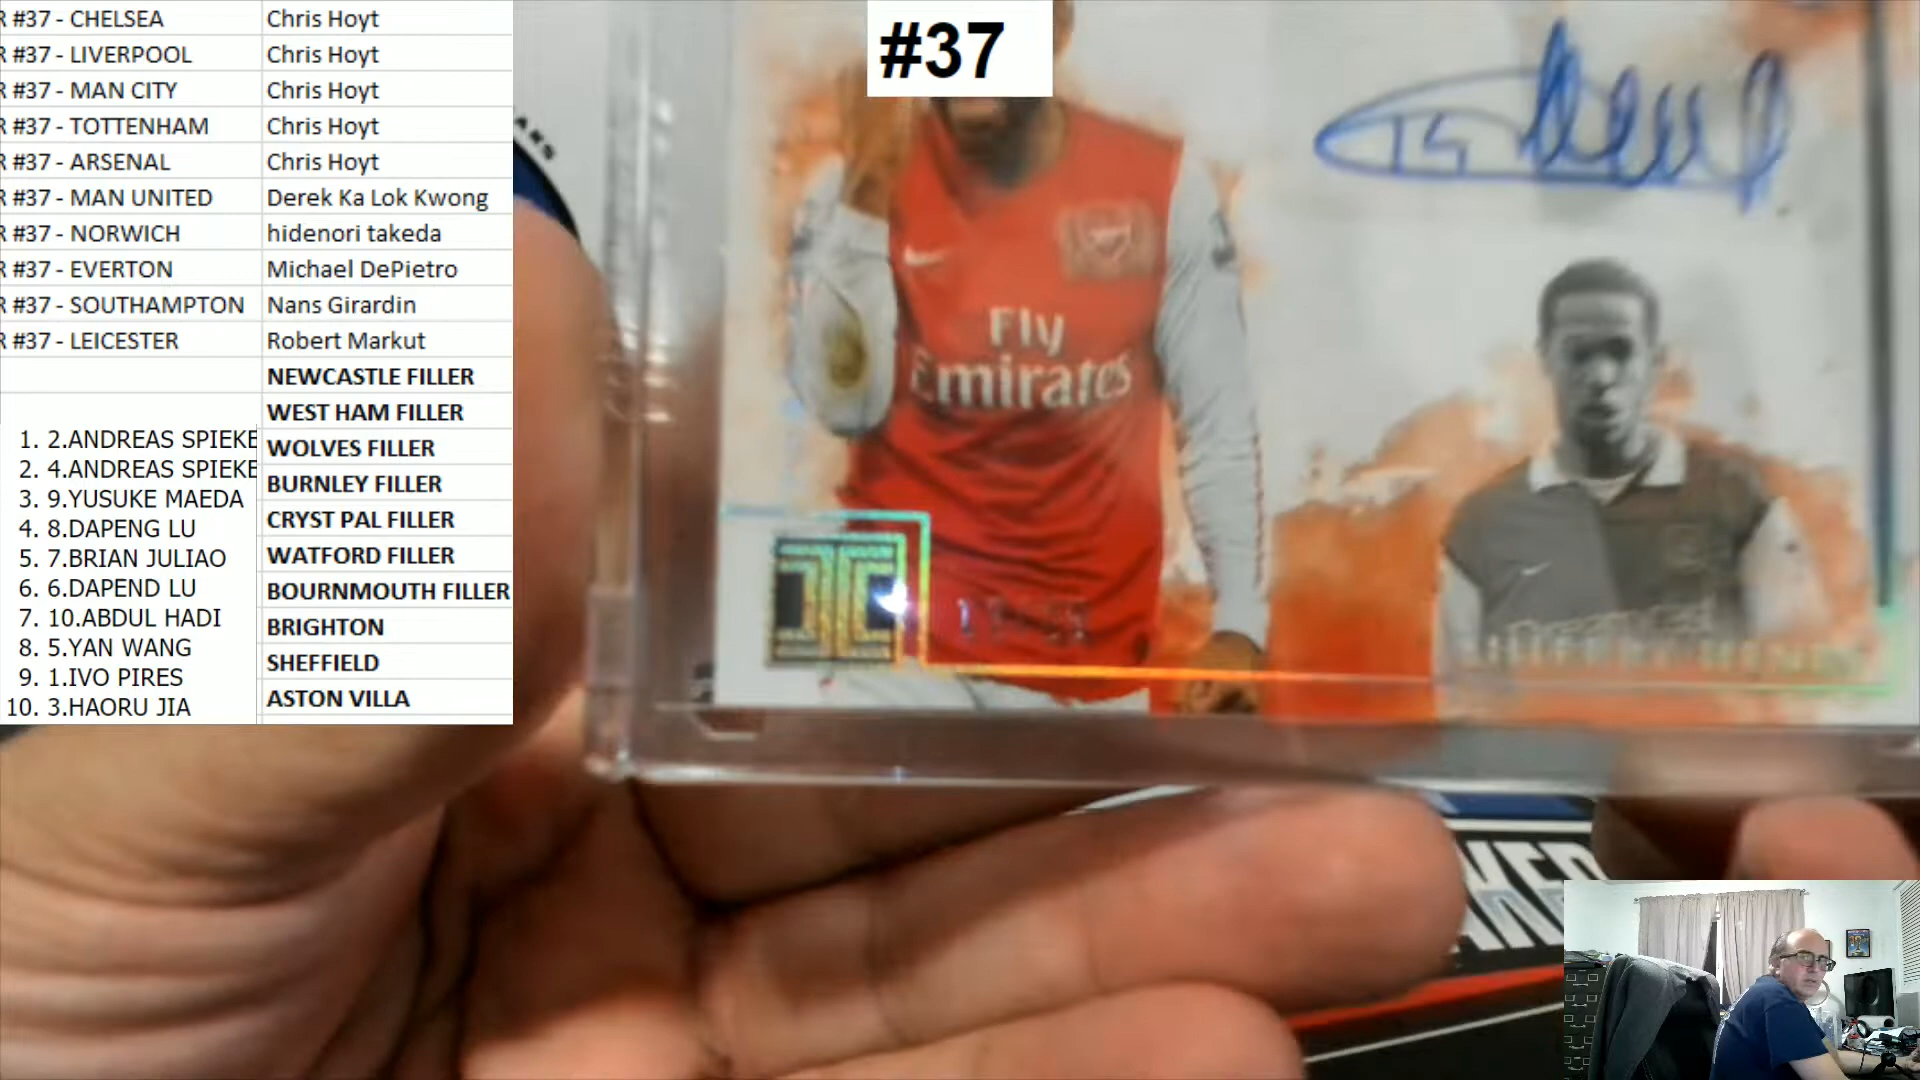 R #37 - CHELSEA Chris Hoyt
R #37 - LIVERPOOL Chris Hoyt
R #37 - MAN CITY Chris Hoyt
R #37 - TOTTENHAM Chris Hoyt
R #37 - ARSENAL Chris Hoyt
R #37 - MAN UNITED Derek Ka Lok Kwong
R #37 - NORWICH hidenori takeda
R #37 - EVERTON Michael DePietro
R #37 - SOUTHAMPTON Nans Girardin
R #37 - LEICESTER Robert Markut
NEWCASTLE FILLER
WEST HAM FILLER
WOLVES FILLER
BURNLEY FILLER
CRYST PAL FILLER
WATFORD FILLER
BOURNMOUTH FILLER
BRIGHTON
SHEFFIELD
ASTON VILLA
1. 2.ANDREAS SPIEKE
2. 4.ANDREAS SPIEKE
3. 9.YUSUKE MAEDA
4. 8.DAPENG LU
5. 7.BRIAN JULIAO
6. 6.DAPEND LU
7. 10.ABDUL HADI
8. 5.YAN WANG
9. 1.IVO PIRES
10. 3.HAORU JIA
#37
Fly
Emirates